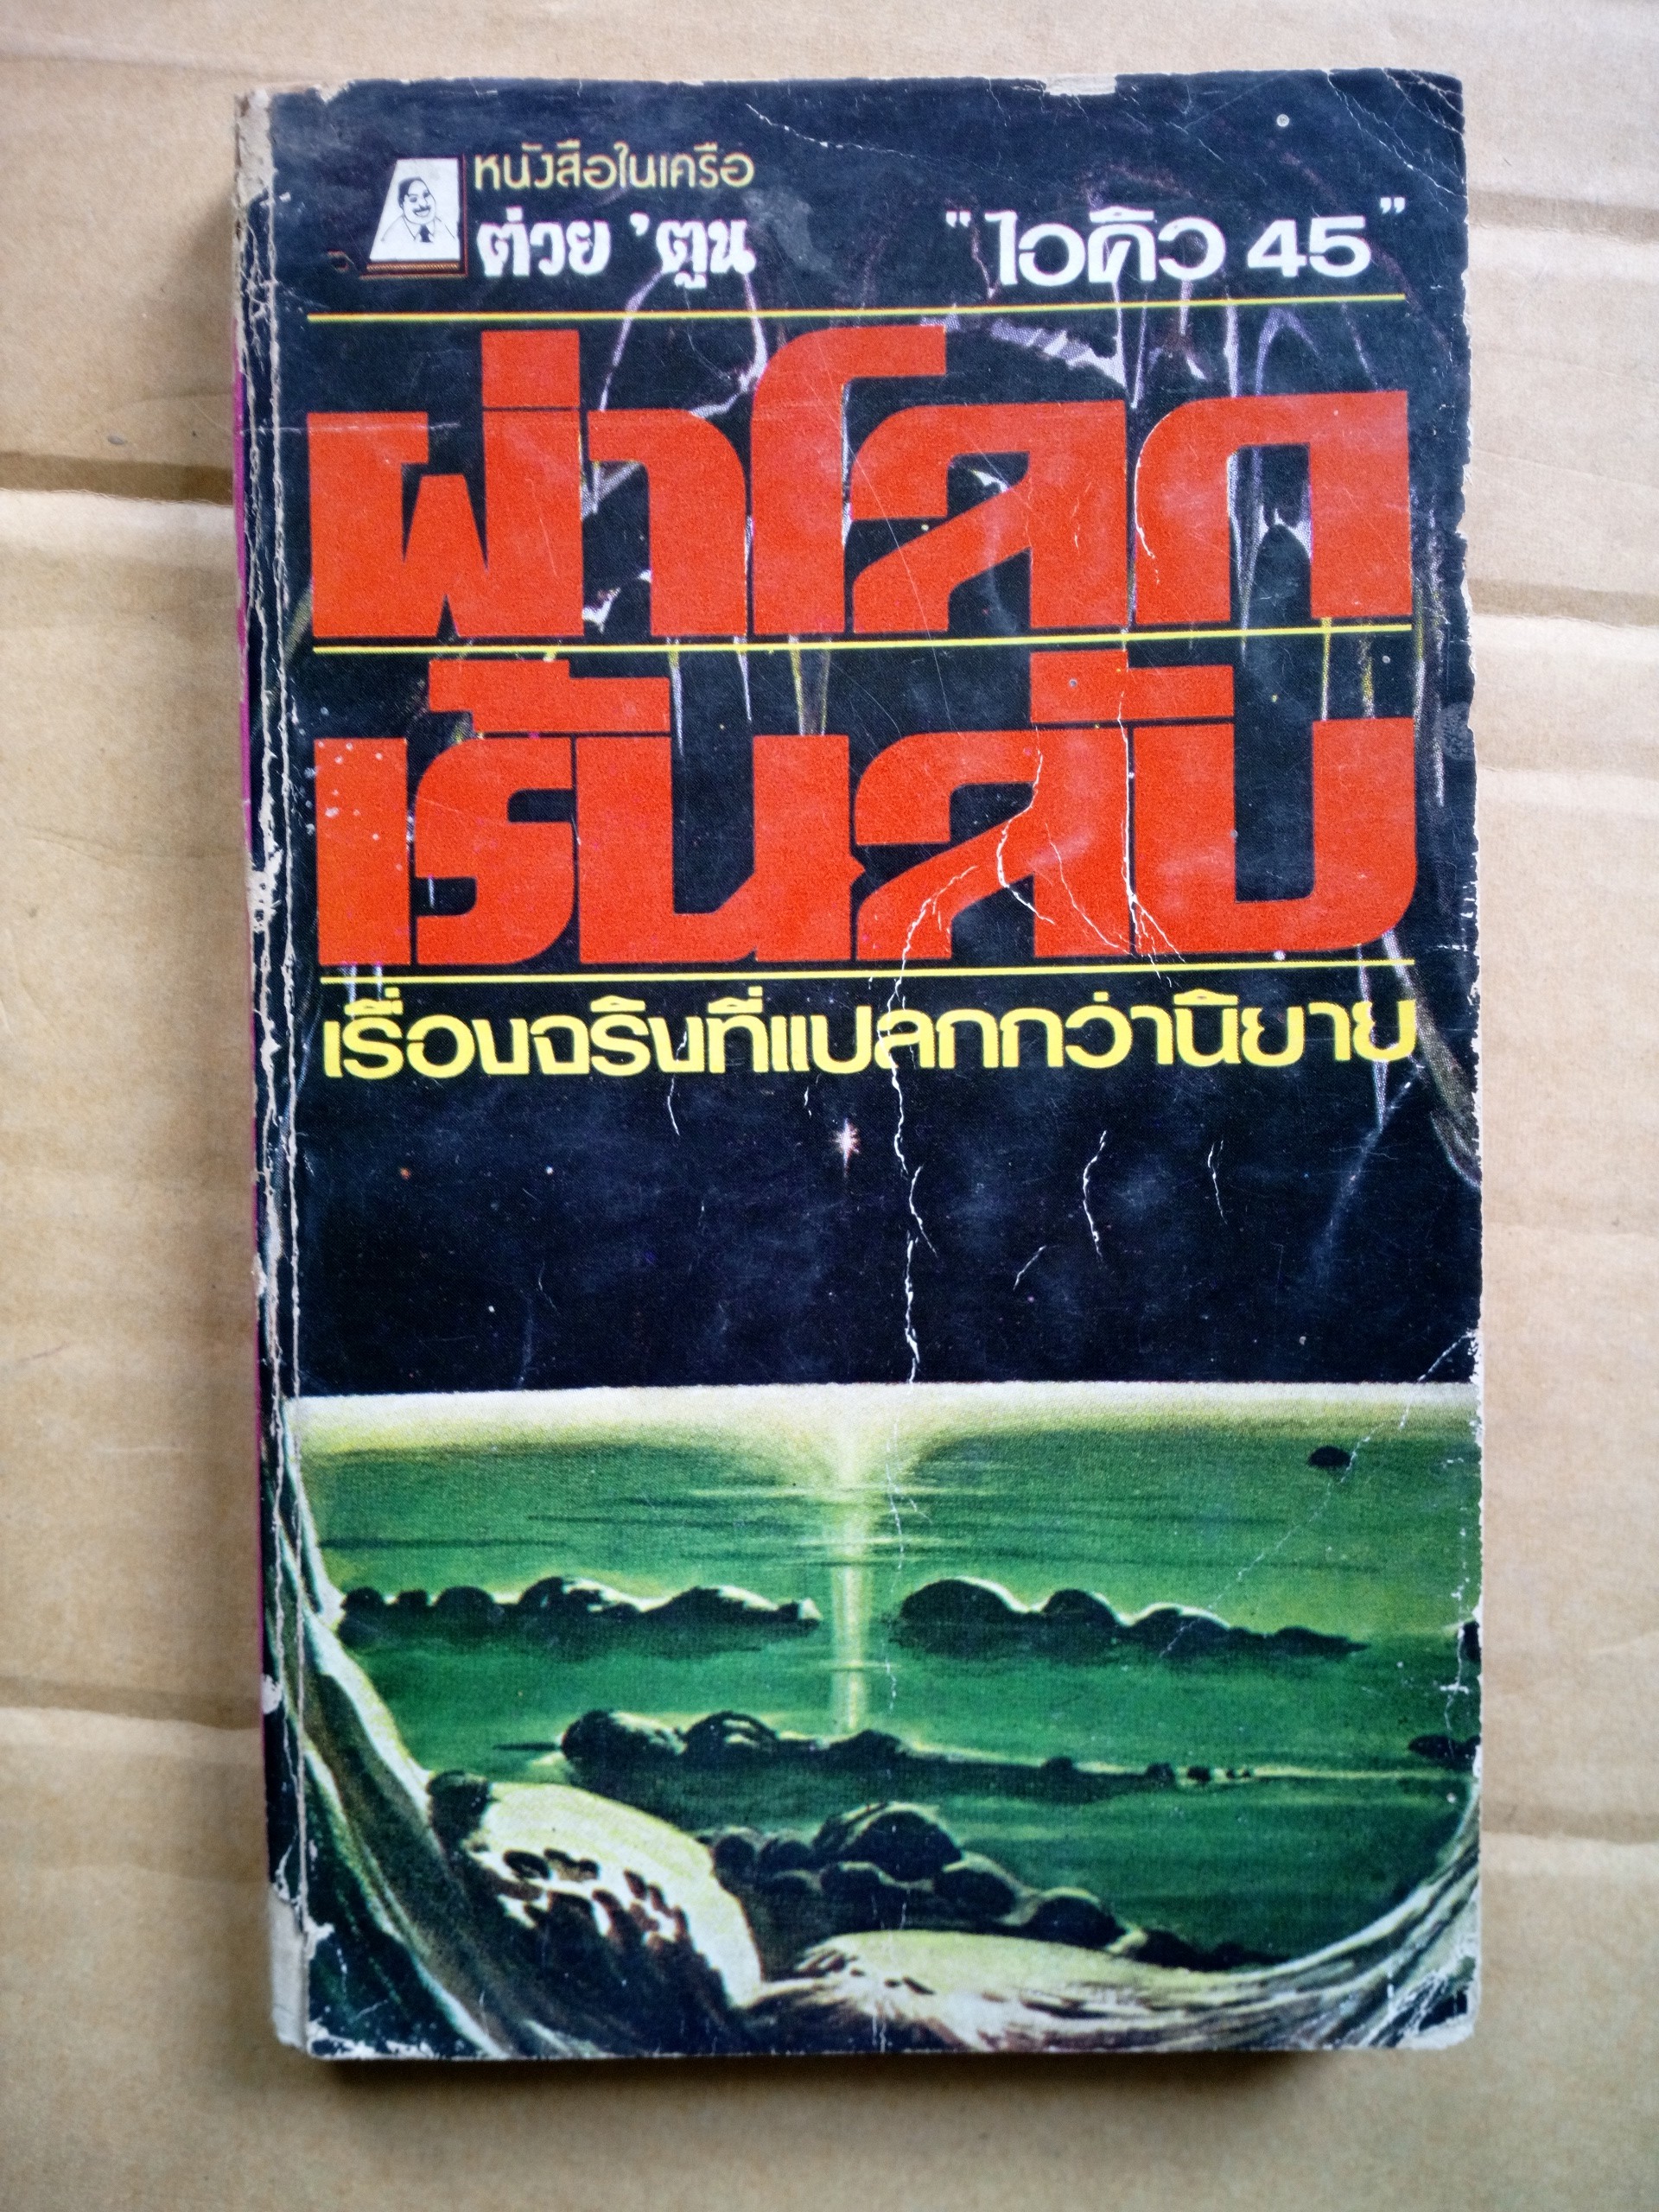 หนังสือในเครือ
ต่วย 'ตูน
"ไอคิว 45"
ผ่าโลก
เร้นลับ
เรื่องจริงที่แปลกกว่านิยาย